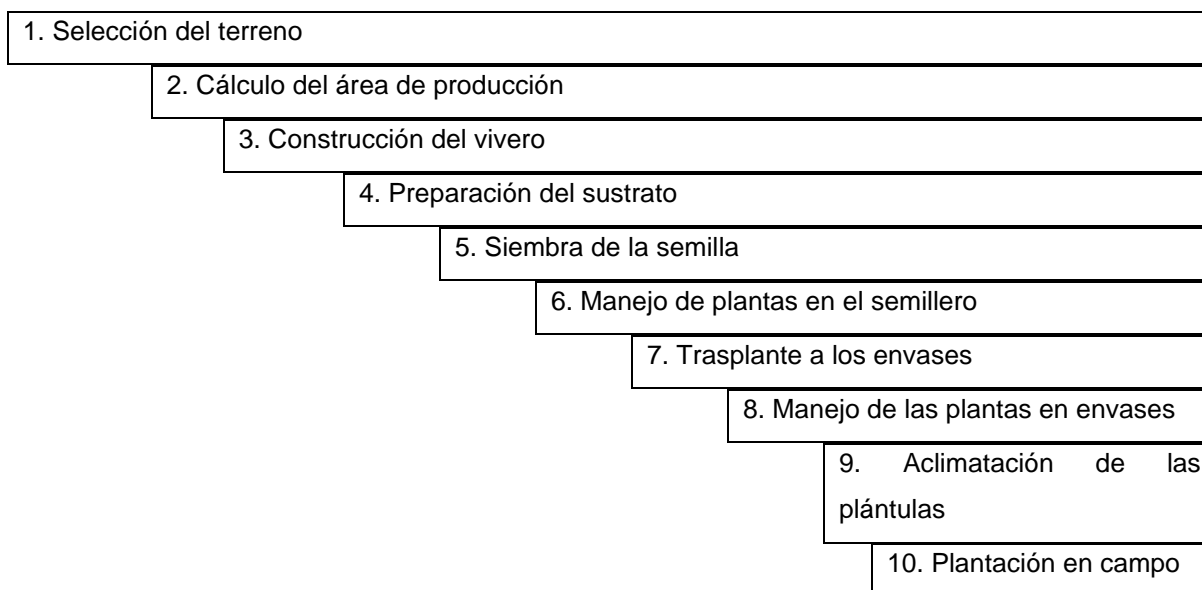 1. Selección del terreno
2. Cálculo del área de producción
3. Construcción del vivero
4. Preparación del sustrato
5. Siembra de la semilla
6. Manejo de plantas en el semillero
7. Trasplante a los envases
8. Manejo de las plantas en envases
9. Aclimatación de las
plántulas
10. Plantación en campo